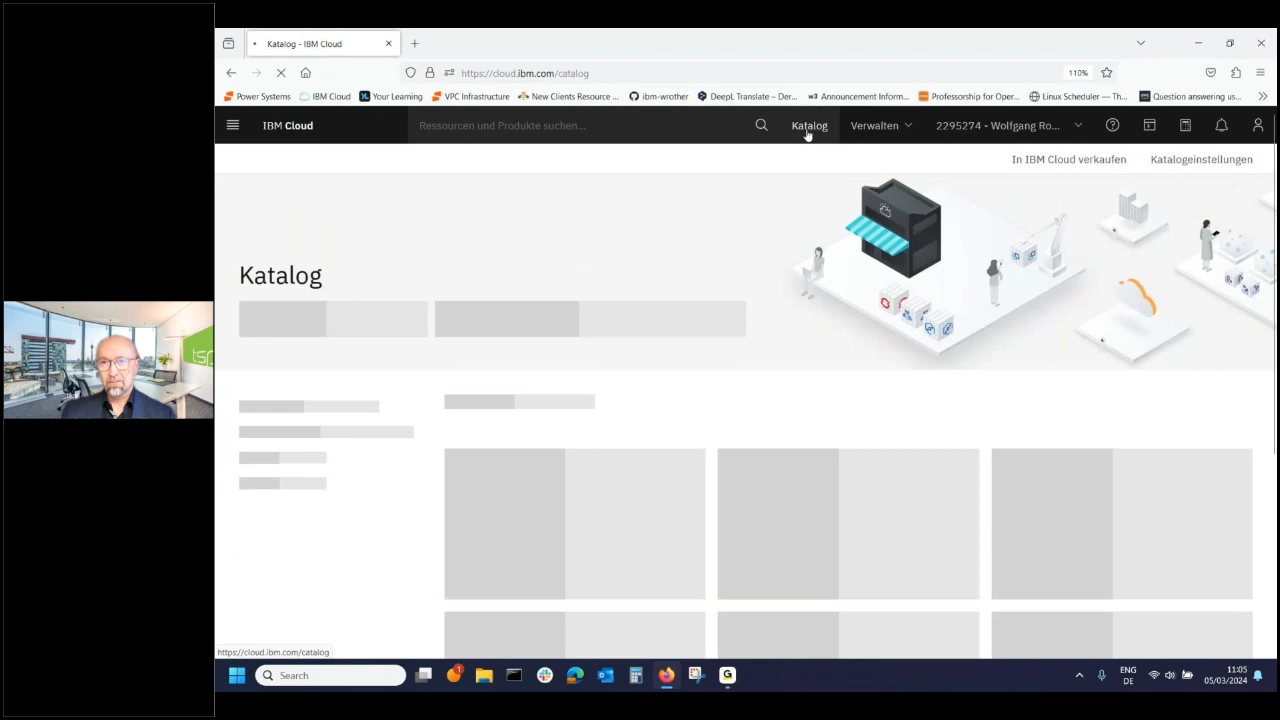 Katalog - IBM Cloud
https://cloud.ibm.com/catalog
110%
Power Systems
IBM Cloud
Your Learning
VPC Infrastructure
New Clients Resource ...
ibm-wrother
DeepL Translate – Der...
w3 Announcement Inform...
Professorship for Oper...
Linux Scheduler — Th...
Question answering us...
IBM Cloud
Ressourcen und Produkte suchen...
Katalog
Verwalten
2295274 - Wolfgang Ro...
In IBM Cloud verkaufen
Katalogeinstellungen
Katalog
tsp
https://cloud.ibm.com/catalog
Search
1
ENG
DE
11:05
05/03/2024